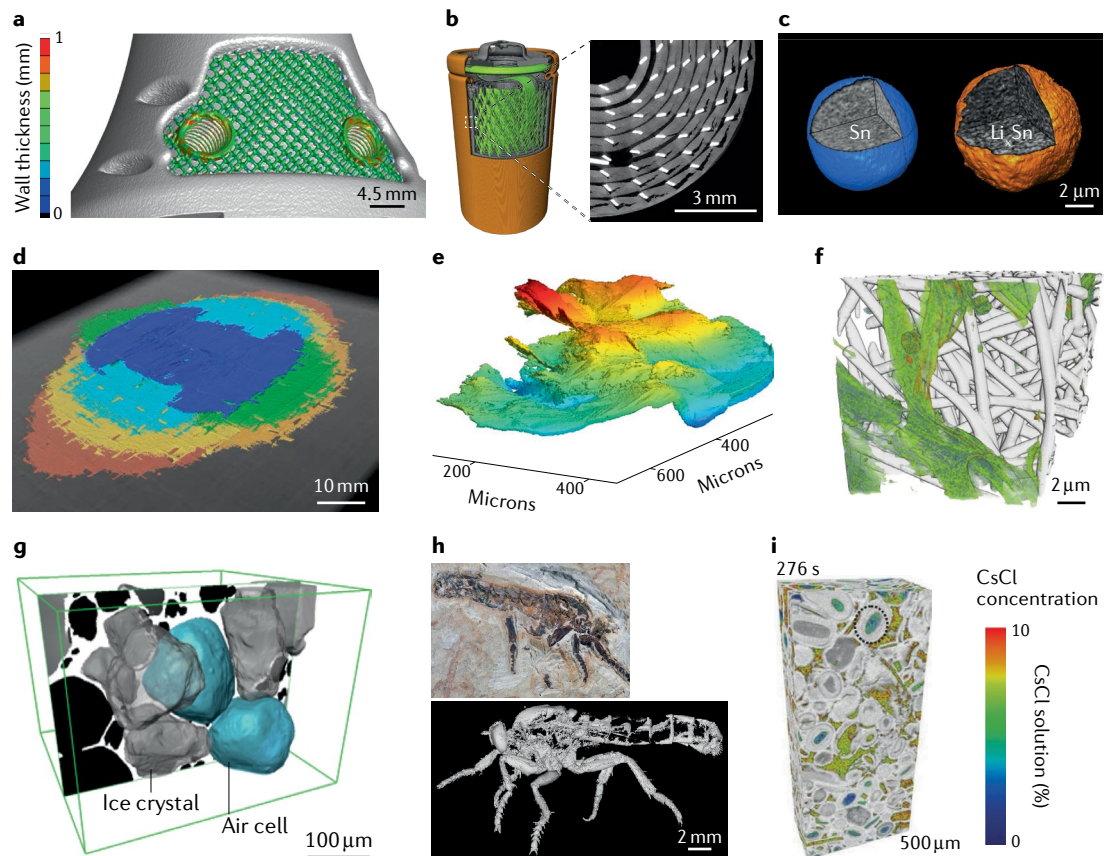 a
1
Wall thickness (mm)
0
4.5 mm
b
3 mm
c
Sn
Li Sn
2 μm
d
10 mm
e
200
400
Microns
600
400
Microns
f
2 μm
g
Ice crystal
Air cell
100 μm
h
2 mm
i
276 s
500 μm
CsCl
concentration
10
CsCl solution (%)
0